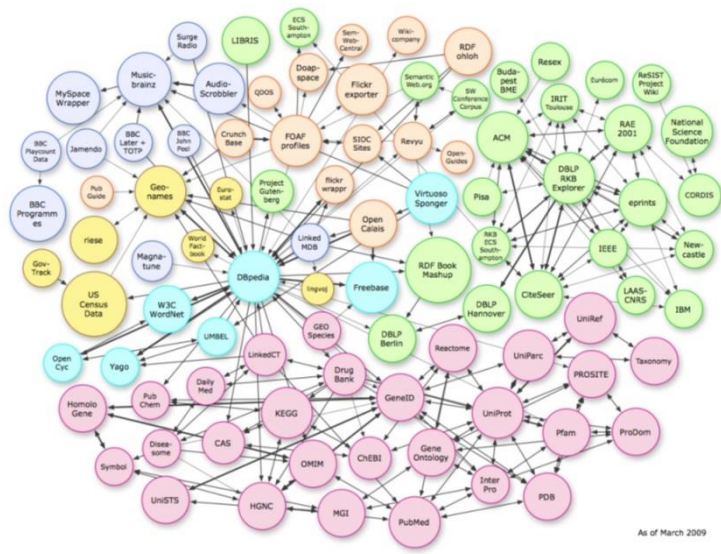 ECS
South-
ampton
Sem-
Web-
Central
Wiki-
company
Surge
Radio
LIBRIS
Doap-
space
RDF
ohloh
Resex
Music-
brainz
Buda-
pest
BME
Eurécom
ReSIST
Project
Wiki
MySpace
Wrapper
Audio-
Scrobbler
QDOS
Flickr
exporter
Semantic
Web.org
SW
Conference
Corpus
IRIT
Toulouse
National
Science
Foundation
BBC
Playcount
Data
Jamendo
BBC
Later +
TOTP
BBC
John
Peel
Crunch
Base
FOAF
profiles
SIOC
Sites
Revyu
Open-
Guides
ACM
RAE
2001
DBLP
RKB
Explorer
CORDIS
Pub
Guide
Geo-
names
Euro-
stat
Project
Guten-
berg
flickr
wrappr
Virtuoso
Sponger
Pisa
eprints
BBC
Programm
es
riese
World
Fact-
book
Linked
MDB
Open
Calais
RKB
ECS
South-
ampton
IEEE
New-
castle
Gov-
Track
Magna-
tune
RDF Book
Mashup
US
Census
Data
DBpedia
lingvoj
Freebase
CiteSeer
LAAS-
CNRS
IBM
W3C
WordNet
DBLP
Hannover
UMBEL
GEO
Species
DBLP
Berlin
UniRef
Open
Cyc
Yago
LinkedCT
Reactome
UniParc
Taxonomy
Drug
Bank
PROSITE
Homolo
Gene
Pub
Chem
Daily
Med
KEGG
GeneID
UniProt
Pfam
ProDom
Disea-
some
CAS
ChEBI
Gene
Ontology
Symbol
OMIM
Inter
Pro
UniSTS
HGNC
MGI
PubMed
PDB
As of March 2009